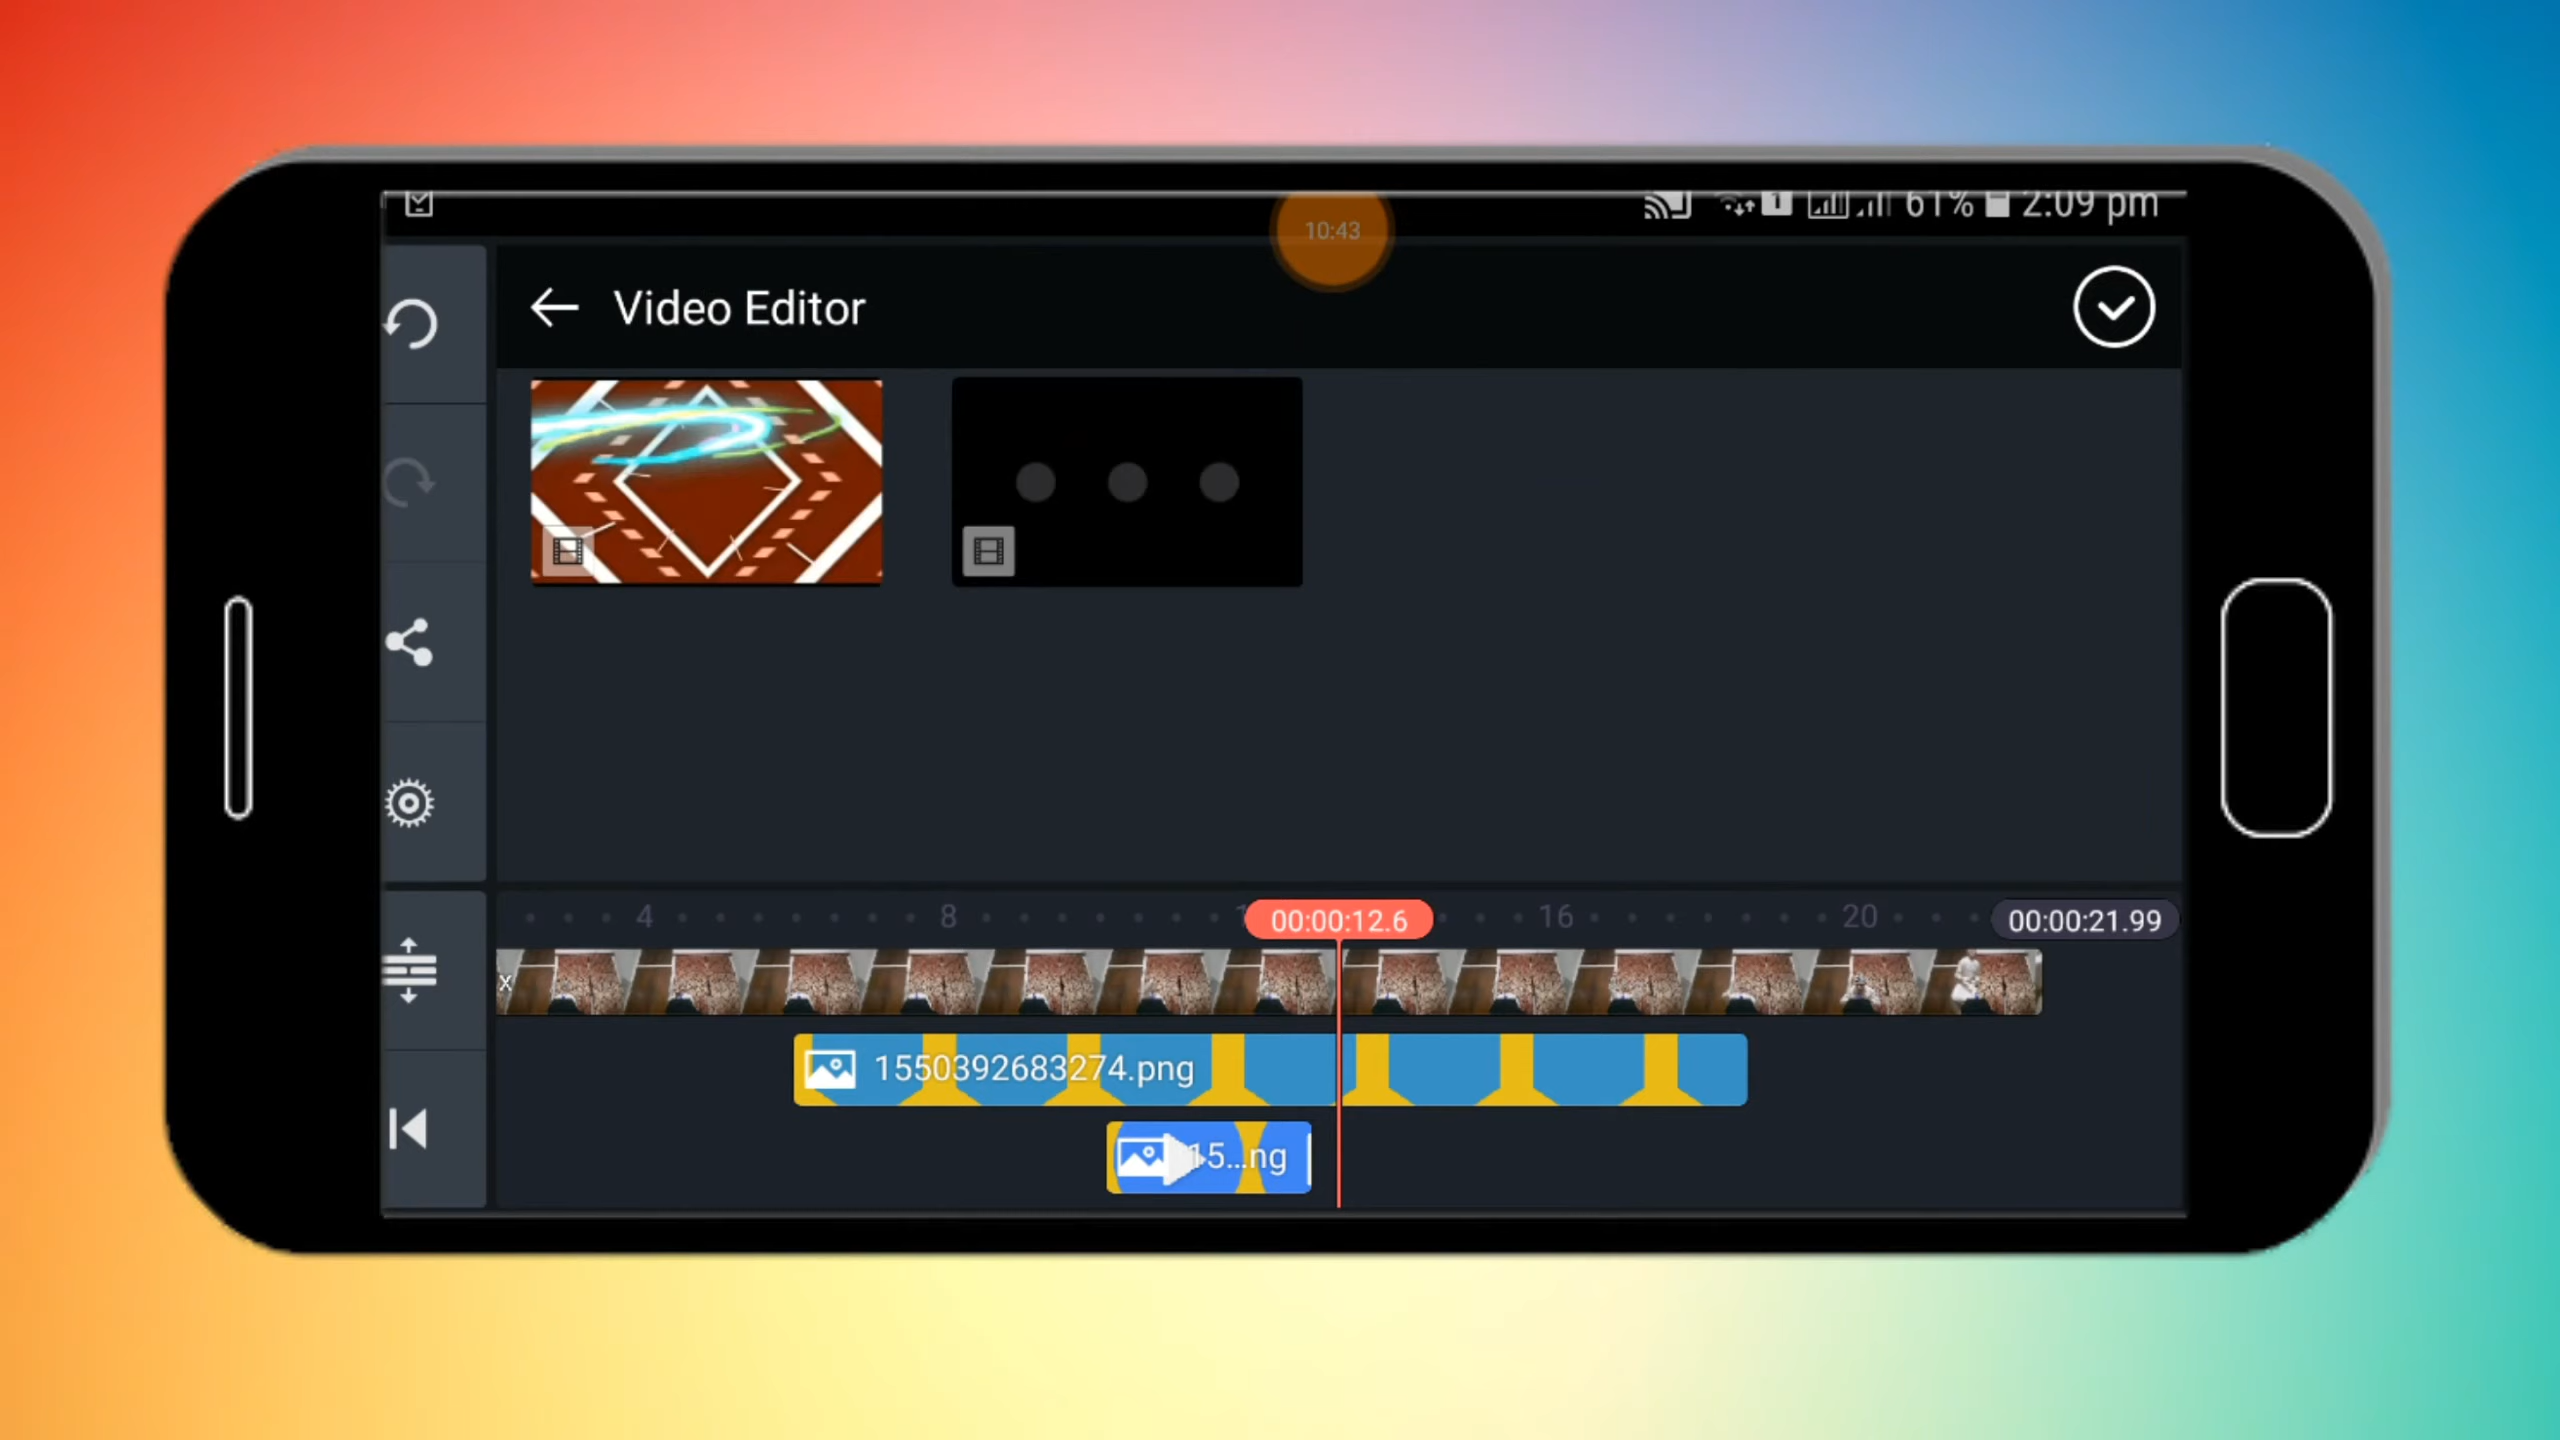 1 61% 2:09 pm
10:43
Video Editor
4 8 00:00:12.6 16 20 00:00:21.99
x
1550392683274.png
15...ng